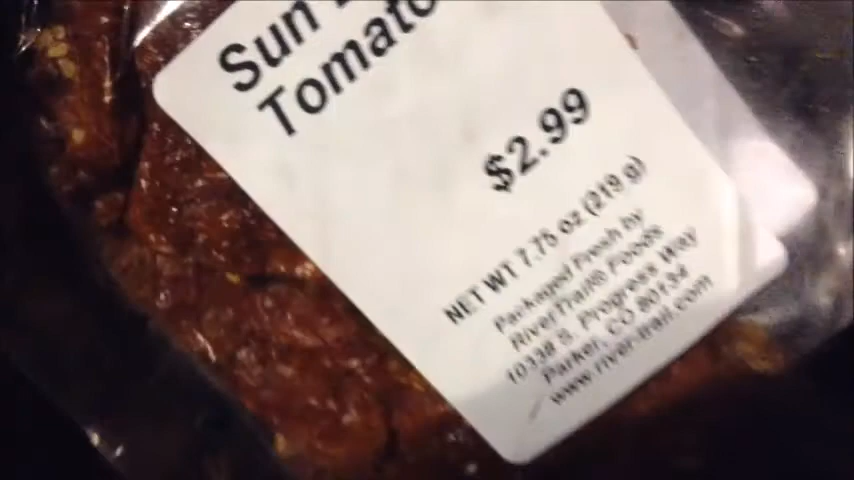 Sun
Tomato
$2.99
NET WT 7.75 oz (219 g)
Packaged Fresh by
RiverTrail® Foods
10338 S. Progress Way
Parker, CO 80134
www.river-trail.com